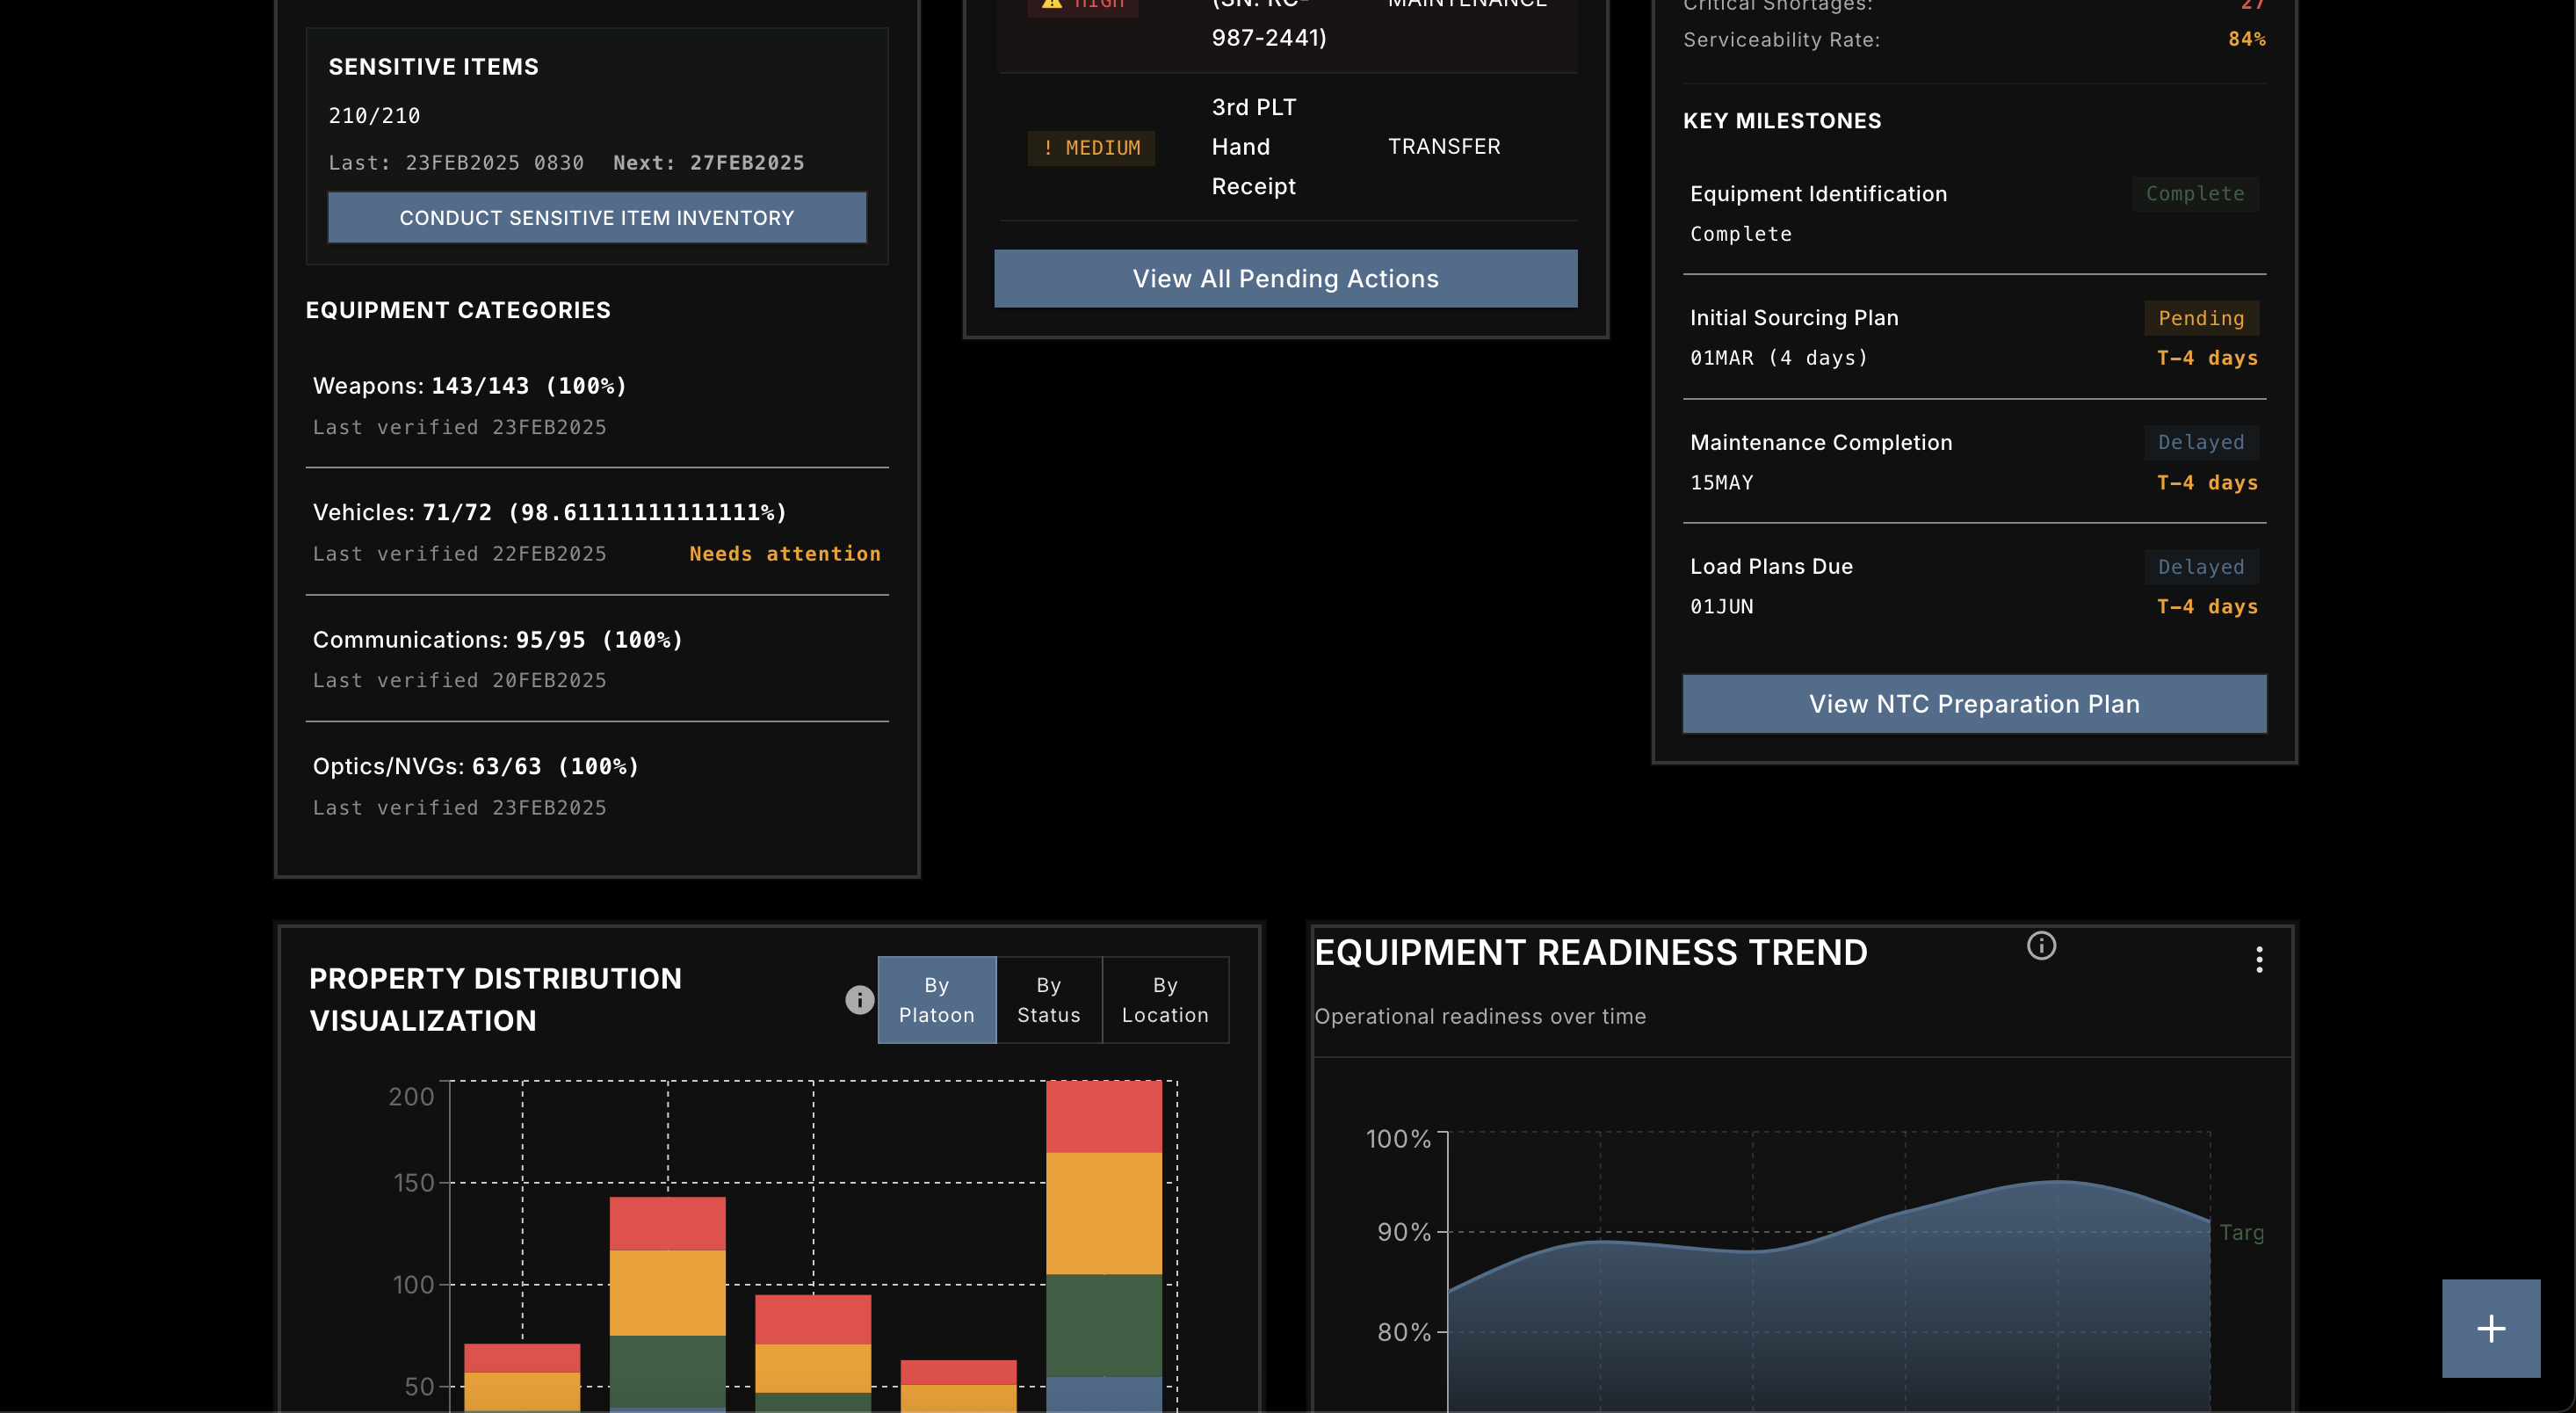 SENSITIVE ITEMS
210/210
Last: 23FEB2025 0830 Next: 27FEB2025
CONDUCT SENSITIVE ITEM INVENTORY
EQUIPMENT CATEGORIES
Weapons: 143/143 (100%)
Last verified 23FEB2025
Vehicles: 71/72 (98.61111111111111%)
Last verified 22FEB2025 Needs attention
Communications: 95/95 (100%)
Last verified 20FEB2025
Optics/NVGs: 63/63 (100%)
Last verified 23FEB2025
HIGH
(SN: RC-
987-2441)
MAINTENANCE
! MEDIUM
3rd PLT
Hand
Receipt
TRANSFER
View All Pending Actions
Critical Shortages: 27
Serviceability Rate: 84%
KEY MILESTONES
Equipment Identification Complete
Complete
Initial Sourcing Plan Pending
01MAR (4 days) T-4 days
Maintenance Completion Delayed
15MAY T-4 days
Load Plans Due Delayed
01JUN T-4 days
View NTC Preparation Plan
PROPERTY DISTRIBUTION
VISUALIZATION
By
Platoon
By
Status
By
Location
200
150
100
50
EQUIPMENT READINESS TREND
Operational readiness over time
100%
90%
80%
Targ
+